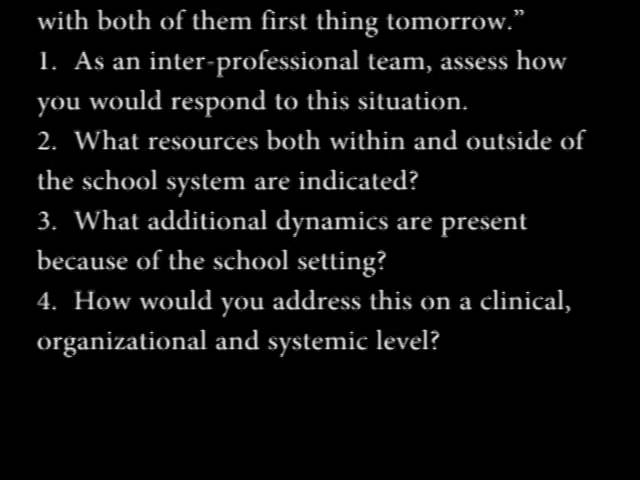 with both of them first thing tomorrow.”
1.  As an inter-professional team, assess how
you would respond to this situation.
2.  What resources both within and outside of
the school system are indicated?
3.  What additional dynamics are present
because of the school setting?
4.  How would you address this on a clinical,
organizational and systemic level?